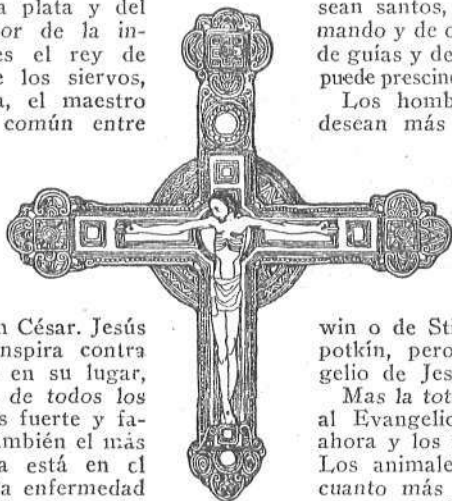 a plata y del
or de la in-
es el rey de
e los siervos,
a, el maestro
común entre
n César. Jesús
nspira contra
en su lugar,
de todos los
s fuerte y fa-
ambién el más
a está en el
a enfermedad
sean santos,
mando y de
de guías y de
puede prescin
Los homb
desean más
win o de Sti
potkín, pero
gelio de Jes
Mas la tot
al Evangelio
ahora y los
Los animale
cuanto más